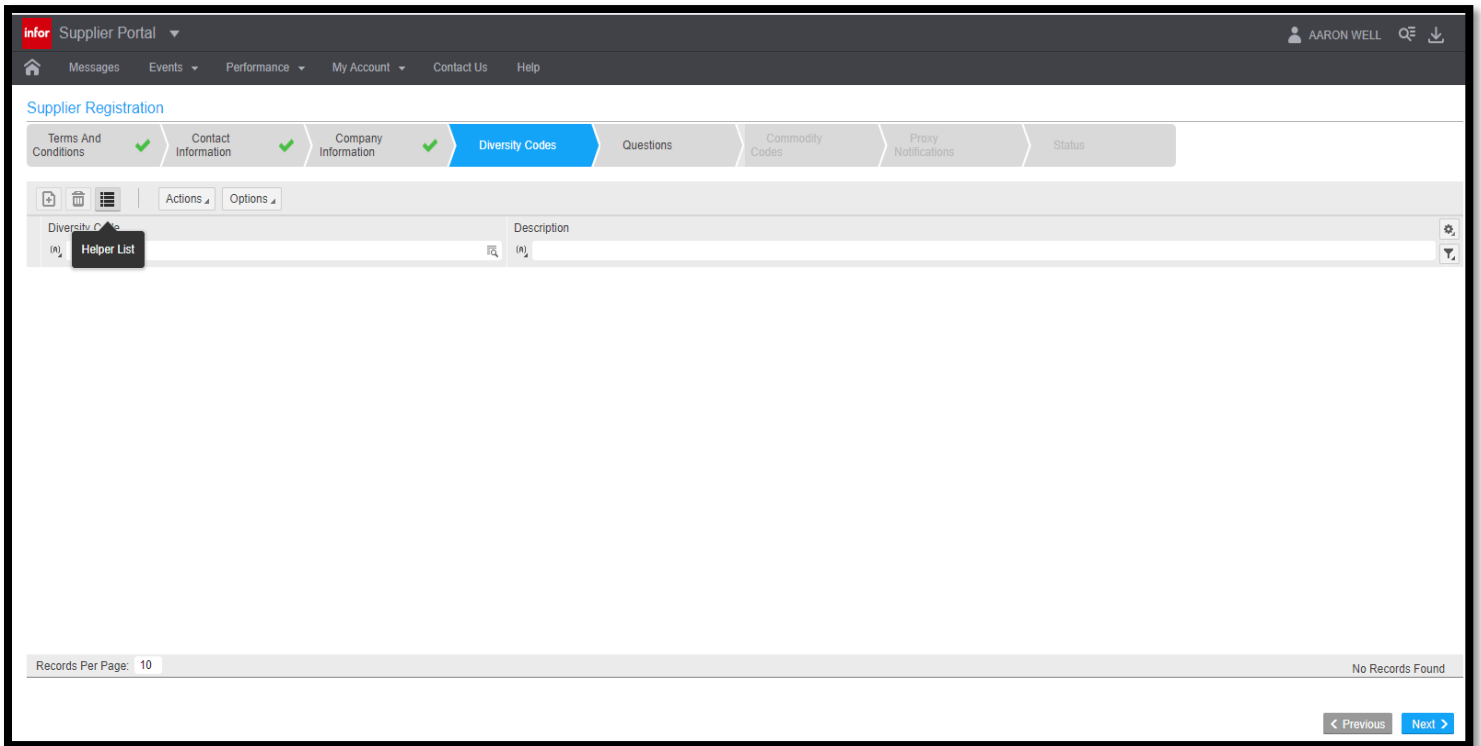 infor Supplier Portal AARON WELL
Messages Events Performance My Account Contact Us Help
Supplier Registration
Terms And Conditions
Contact Information
Company Information
Diversity Codes
Questions
Commodity Codes
Proxy Notifications
Status
Actions Options
Diversity Code Description
Helper List
Records Per Page: 10 No Records Found
Previous Next